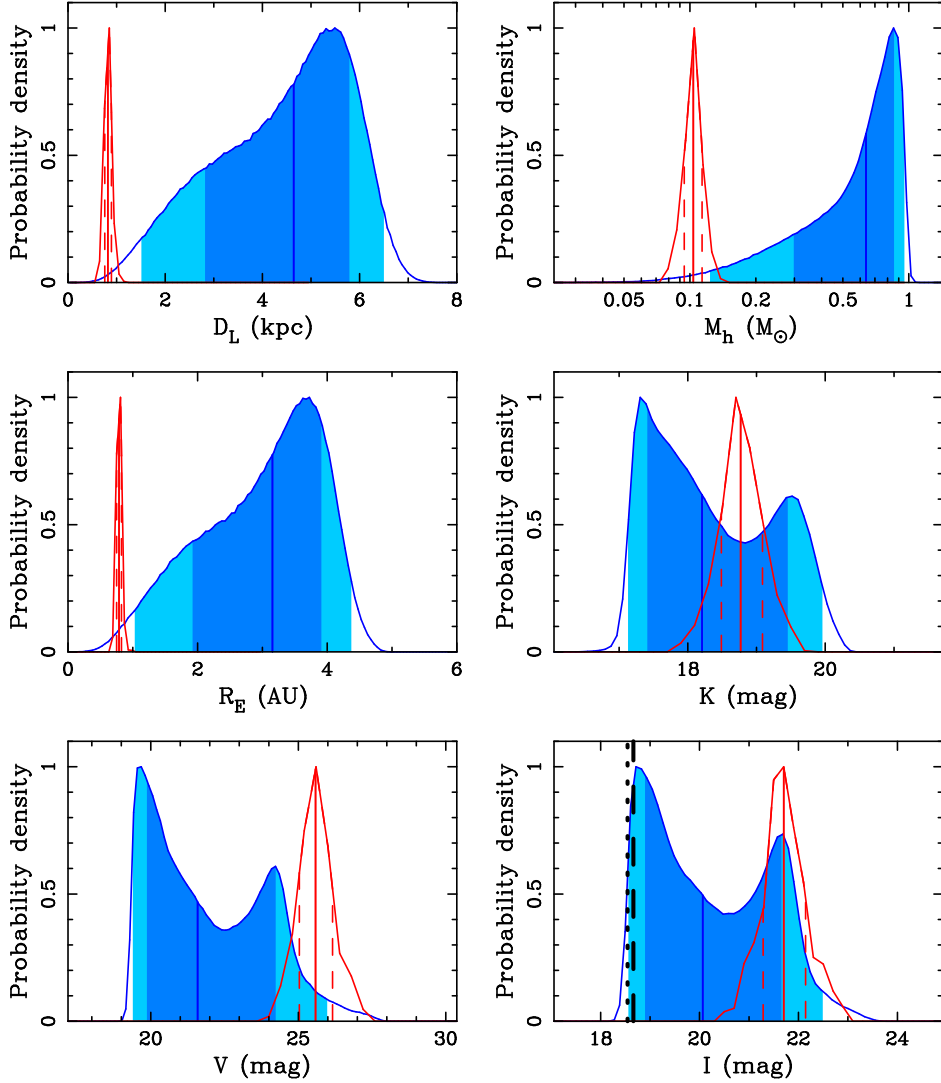 Probability density
0
0.5
1
0 2 4 6 8
D_L (kpc)
Probability density
0
0.5
1
0.05 0.1 0.2 0.5 1
M_h (M_⊙)
Probability density
0
0.5
1
0 2 4 6
R_E (AU)
Probability density
0
0.5
1
18 20
K (mag)
Probability density
0
0.5
1
20 25 30
V (mag)
Probability density
0
0.5
1
18 20 22 24
I (mag)